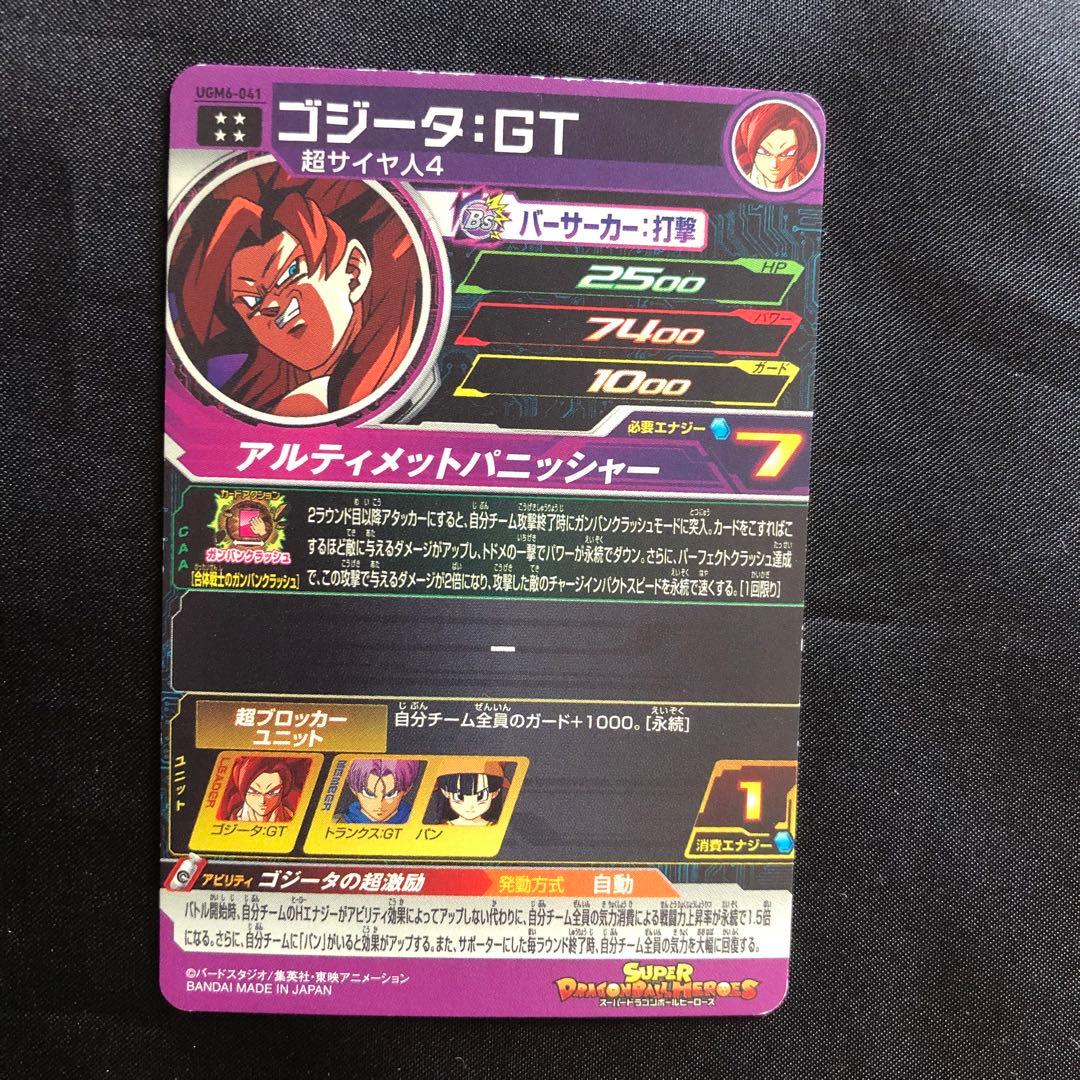 UGM6-041
ゴジータ:GT
超サイヤ人4
Bs バーサーカー:打撃
2500 HP
7400 パワー
1000 ガード
必要エナジー 7
アルティメットパニッシャー
CAA
カードアクション
ガンバンクラッシュ
[合体戦士のガンバンクラッシュ]
2ラウンド目以降アタッカーにすると、自分チーム攻撃終了時にガンバンクラッシュモードに突入。カードをこすればこ
するほど敵に与えるダメージがアップし、トドメの一撃でパワーが永続でダウン。さらに、パーフェクトクラッシュ達成
で、この攻撃で与えるダメージが2倍になり、攻撃した敵のチャージインパクトスピードを永続で速くする。[1回限り]
ー
ユニット
超ブロッカー
ユニット
自分チーム全員のガード+1000。[永続]
LEADER
MEMBER
ゴジータ:GT トランクス:GT パン
1
消費エナジー
アビリティ ゴジータの超激励 発動方式 自動
バトル開始時、自分チームのHエナジーがアビリティ効果によってアップしない代わりに、自分チーム全員の気力消費による戦闘力上昇率が永続で1.5倍
になる。さらに、自分チームに「パン」がいると効果がアップする。また、サポーターにした毎ラウンド終了時、自分チーム全員の気力を大幅に回復する。
©バードスタジオ/集英社・東映アニメーション
BANDAI MADE IN JAPAN
SUPER
DRAGONBALL HEROES
スーパードラゴンボールヒーローズ